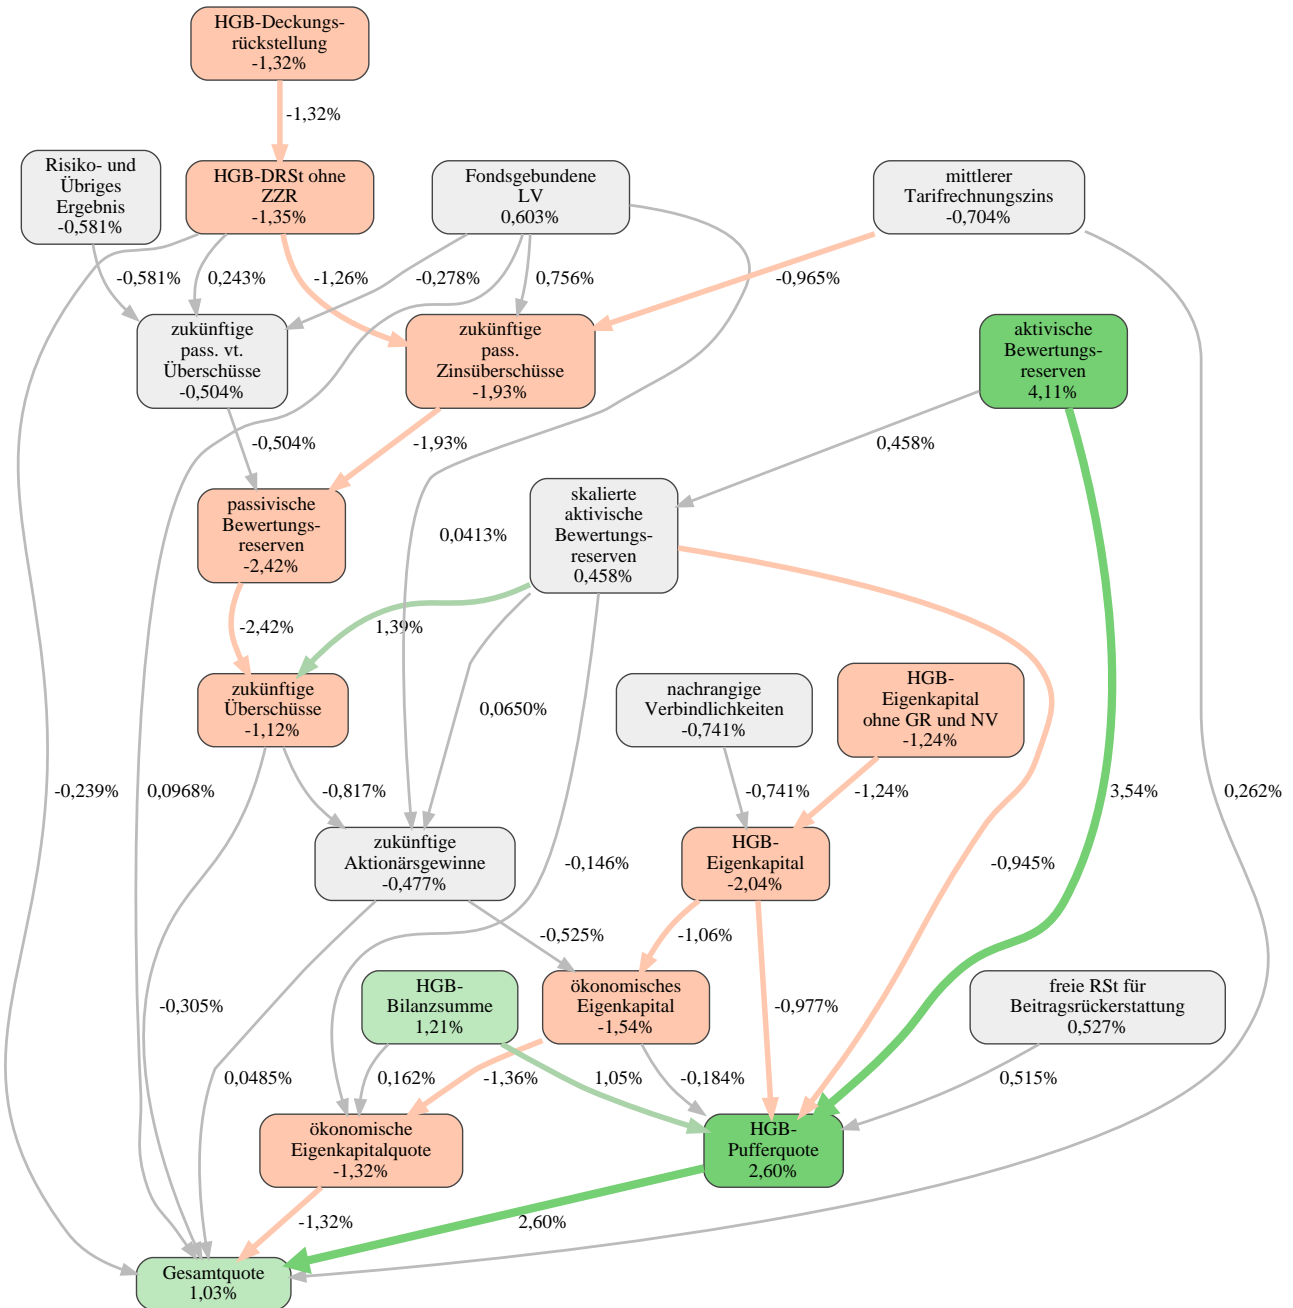 HGB-Deckungs-
rückstellung
-1,32%
-1,32%
Risiko- und
Übriges
Ergebnis
-0,581%
HGB-DRSt ohne
ZZR
-1,35%
Fondsgebundene
LV
0,603%
mittlerer
Tarifrechnungszins
-0,704%
-0,581%
0,243%
-1,26%
-0,278%
0,756%
-0,965%
zukünftige
pass. vt.
Überschüsse
-0,504%
zukünftige
pass.
Zinsüberschüsse
-1,93%
aktivische
Bewertungs-
reserven
4,11%
-0,504%
-1,93%
0,458%
passivische
Bewertungs-
reserven
-2,42%
0,0413%
skalierte
aktivische
Bewertungs-
reserven
0,458%
-2,42%
1,39%
zukünftige
Überschüsse
-1,12%
0,0650%
nachrangige
Verbindlichkeiten
-0,741%
HGB-
Eigenkapital
ohne GR und NV
-1,24%
-0,239%
0,0968%
-0,817%
-0,741%
-1,24%
3,54%
0,262%
zukünftige
Aktionärsgewinne
-0,477%
-0,146%
HGB-
Eigenkapital
-2,04%
-0,945%
-0,525%
-1,06%
-0,305%
HGB-
Bilanzsumme
1,21%
ökonomisches
Eigenkapital
-1,54%
-0,977%
freie RSt für
Beitragsrückerstattung
0,527%
0,0485%
0,162%
-1,36%
1,05%
-0,184%
0,515%
ökonomische
Eigenkapitalquote
-1,32%
HGB-
Pufferquote
2,60%
-1,32%
2,60%
Gesamtquote
1,03%